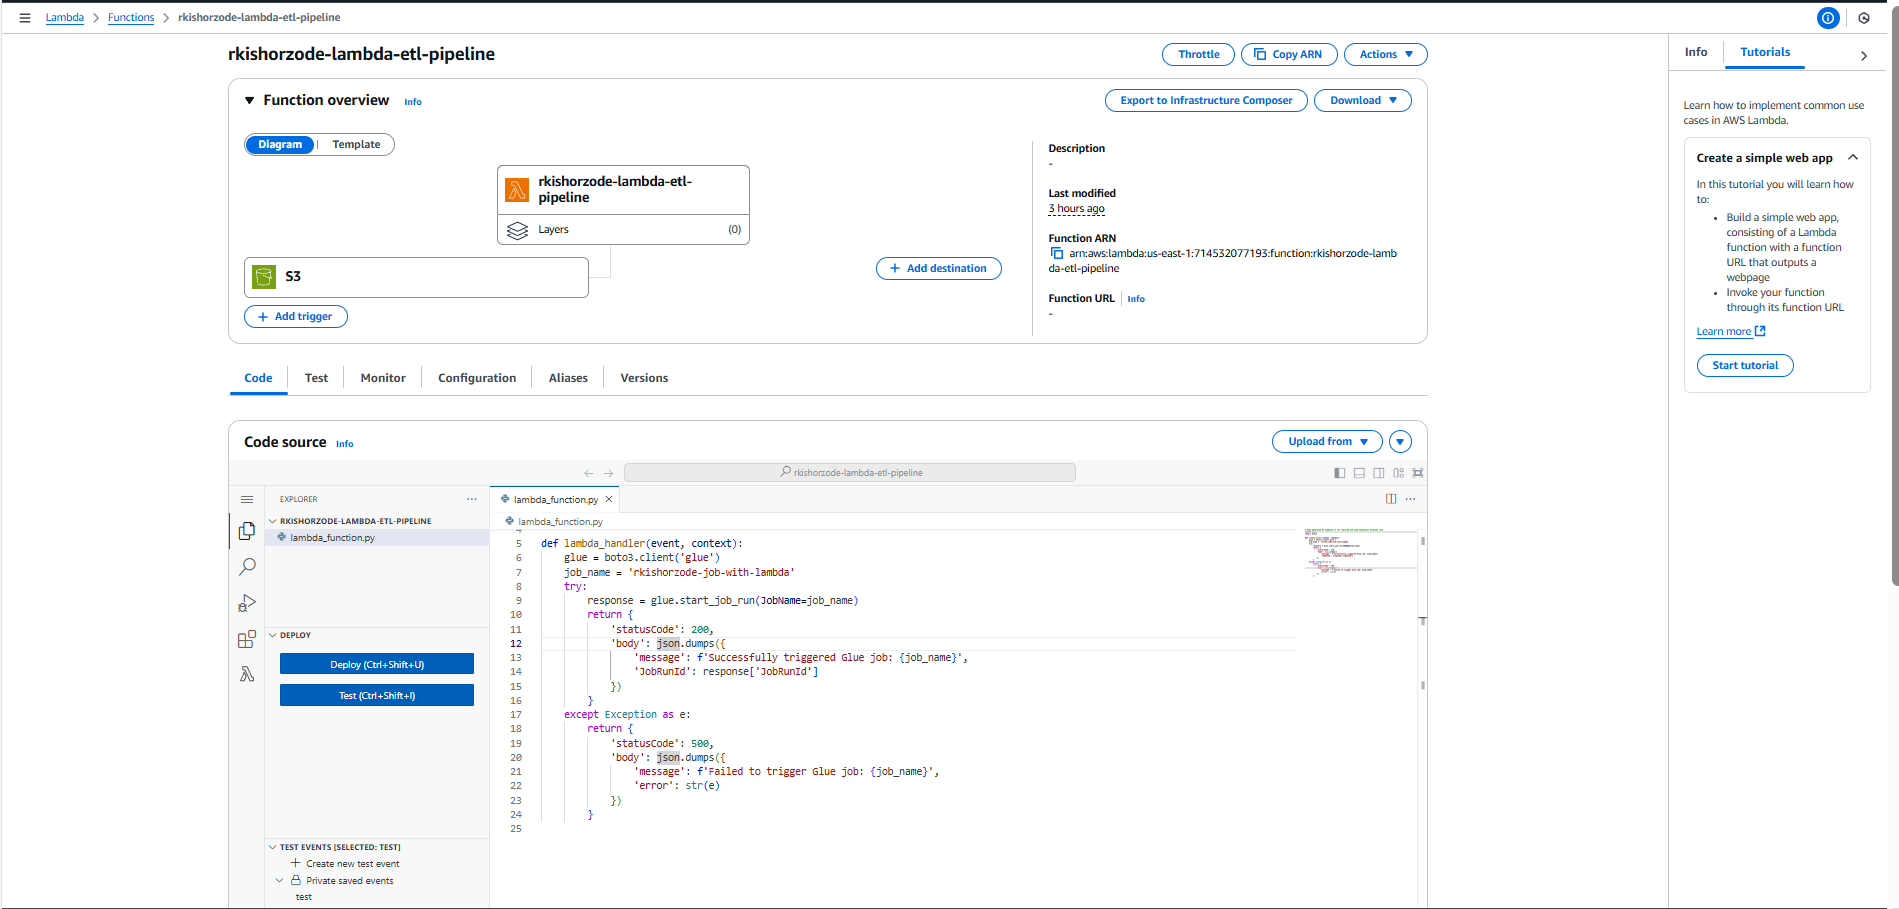 Lambda
Functions
rkishorzode-lambda-etl-pipeline
rkishorzode-lambda-etl-pipeline
Throttle
Copy ARN
Actions
Function overview
Info
Export to Infrastructure Composer
Download
Diagram
Template
rkishorzode-lambda-etl-
pipeline
Layers
(0)
S3
Add trigger
Add destination
Description
-
Last modified
3 hours ago
Function ARN
arn:aws:lambda:us-east-1:714532077193:function:rkishorzode-lamb
da-etl-pipeline
Function URL
Info
-
Info
Tutorials
Learn how to implement common use
cases in AWS Lambda.
Create a simple web app
In this tutorial you will learn how
to:
• Build a simple web app,
consisting of a Lambda
function with a function
URL that outputs a
webpage
• Invoke your function
through its function URL
Learn more
Start tutorial
Code
Test
Monitor
Configuration
Aliases
Versions
Code source
Info
Upload from
rkishorzode-lambda-etl-pipeline
EXPLORER
RKISHORZODE-LAMBDA-ETL-PIPELINE
lambda_function.py
DEPLOY
Deploy (Ctrl+Shift+U)
Test (Ctrl+Shift+I)
TEST EVENTS [SELECTED: TEST]
Create new test event
Private saved events
test
lambda_function.py
lambda_function.py
4
5 def lambda_handler(event, context):
6 glue = boto3.client('glue')
7 job_name = 'rkishorzode-job-with-lambda'
8 try:
9 response = glue.start_job_run(JobName=job_name)
10 return {
11 'statusCode': 200,
12 'body': json.dumps({
13 'message': f'Successfully triggered Glue job: {job_name}',
14 'JobRunId': response['JobRunId']
15 })
16 }
17 except Exception as e:
18 return {
19 'statusCode': 500,
20 'body': json.dumps({
21 'message': f'Failed to trigger Glue job: {job_name}',
22 'error': str(e)
23 })
24 }
25